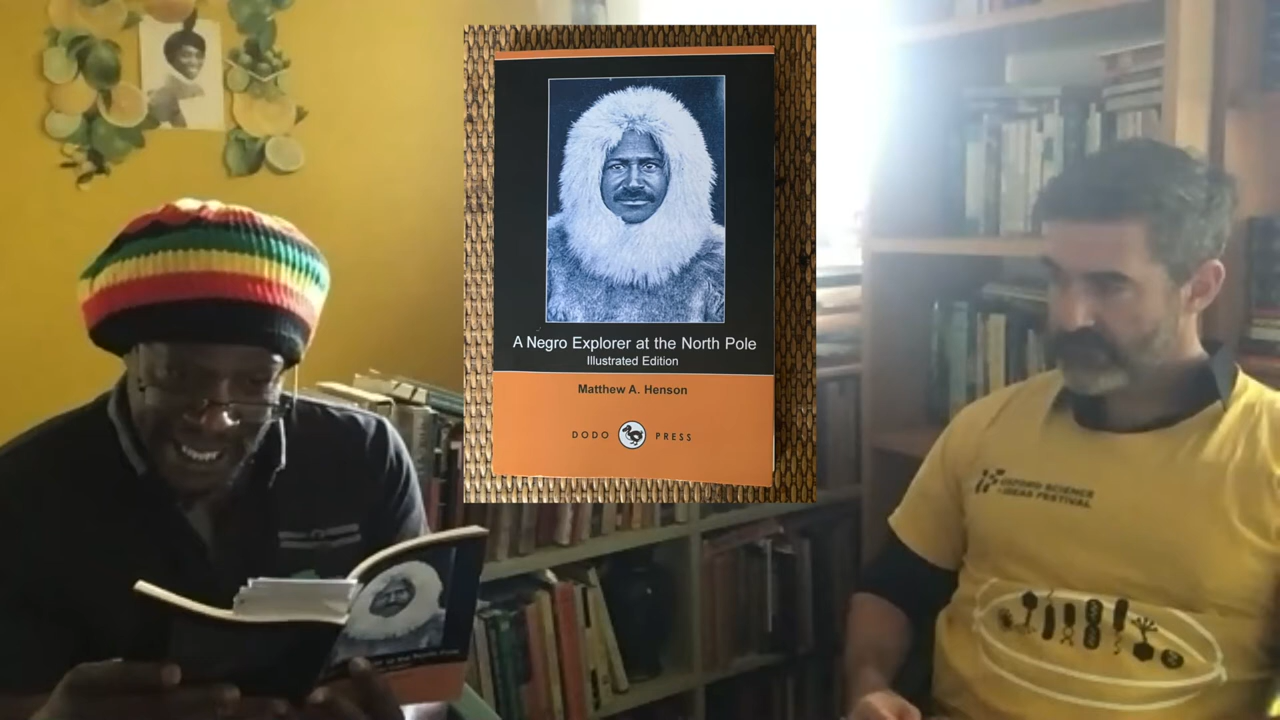 A Negro Explorer at the North Pole
Illustrated Edition
Matthew A. Henson
DODO PRESS
OXFORD SCIENCE
+ IDEAS FESTIVAL